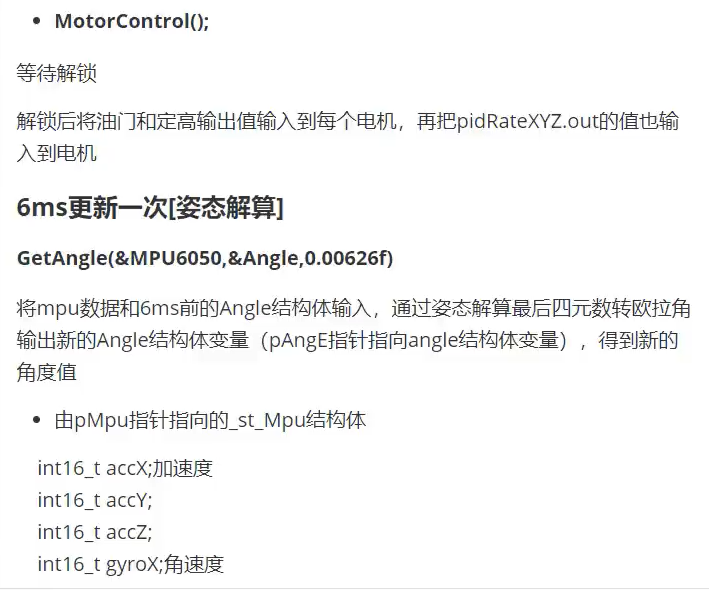 • MotorControl();
等待解锁
解锁后将油门和定高输出值输入到每个电机，再把pidRateXYZ.out的值也输
入到电机
6ms更新一次[姿态解算]
GetAngle(&MPU6050,&Angle,0.00626f)
将mpu数据和6ms前的Angle结构体输入，通过姿态解算最后四元数转欧拉角
输出新的Angle结构体变量（pAngE指针指向angle结构体变量），得到新的
角度值
• 由pMpu指针指向的_st_Mpu结构体
int16_t accX;加速度
int16_t accY;
int16_t accZ;
int16_t gyroX;角速度